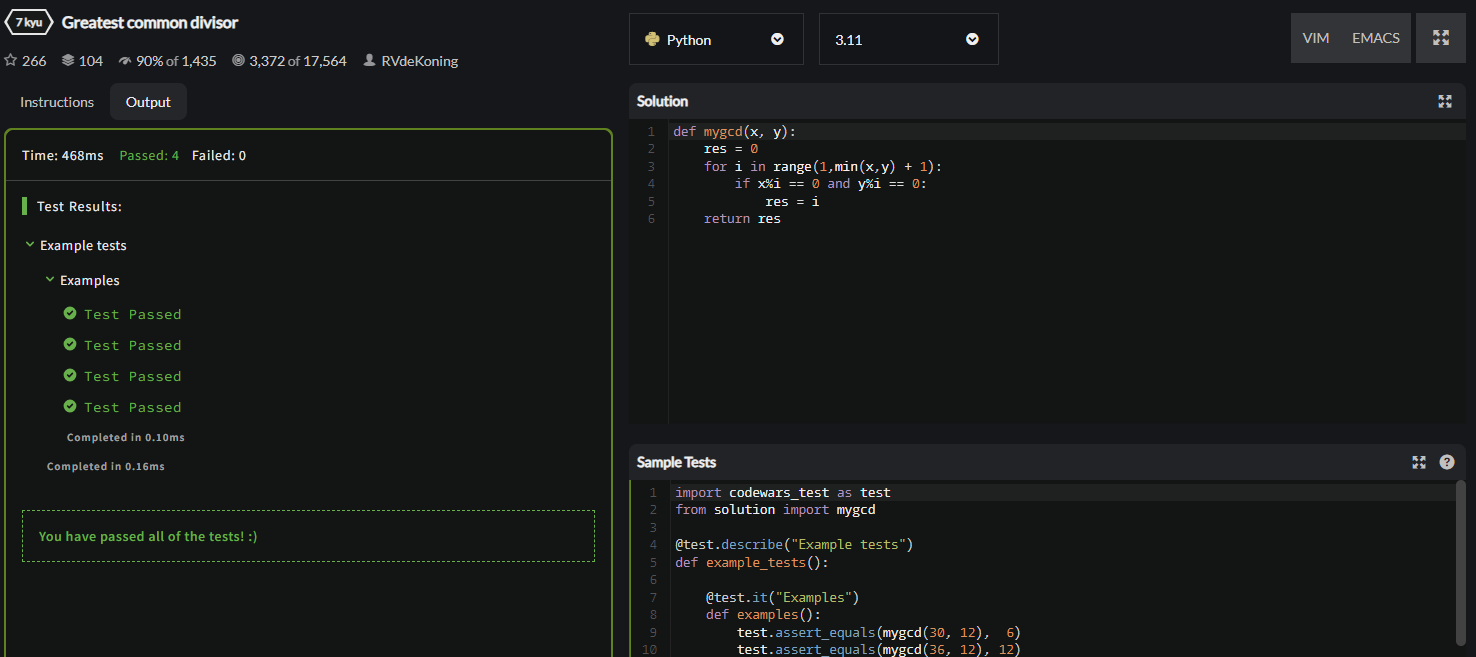 7 kyu Greatest common divisor
266 104 90% of 1,435 3,372 of 17,564 RVdeKoning
Instructions Output
Time: 468ms Passed: 4 Failed: 0
Test Results:
Example tests
Examples
Test Passed
Test Passed
Test Passed
Test Passed
Completed in 0.10ms
Completed in 0.16ms
You have passed all of the tests! :)
Python 3.11 VIM EMACS
Solution
1 def mygcd(x, y):
2     res = 0
3     for i in range(1,min(x,y) + 1):
4         if x%i == 0 and y%i == 0:
5             res = i
6     return res
Sample Tests ?
1 import codewars_test as test
2 from solution import mygcd
3
4 @test.describe("Example tests")
5 def example_tests():
6
7     @test.it("Examples")
8     def examples():
9         test.assert_equals(mygcd(30, 12),  6)
10         test.assert_equals(mygcd(36, 12), 12)